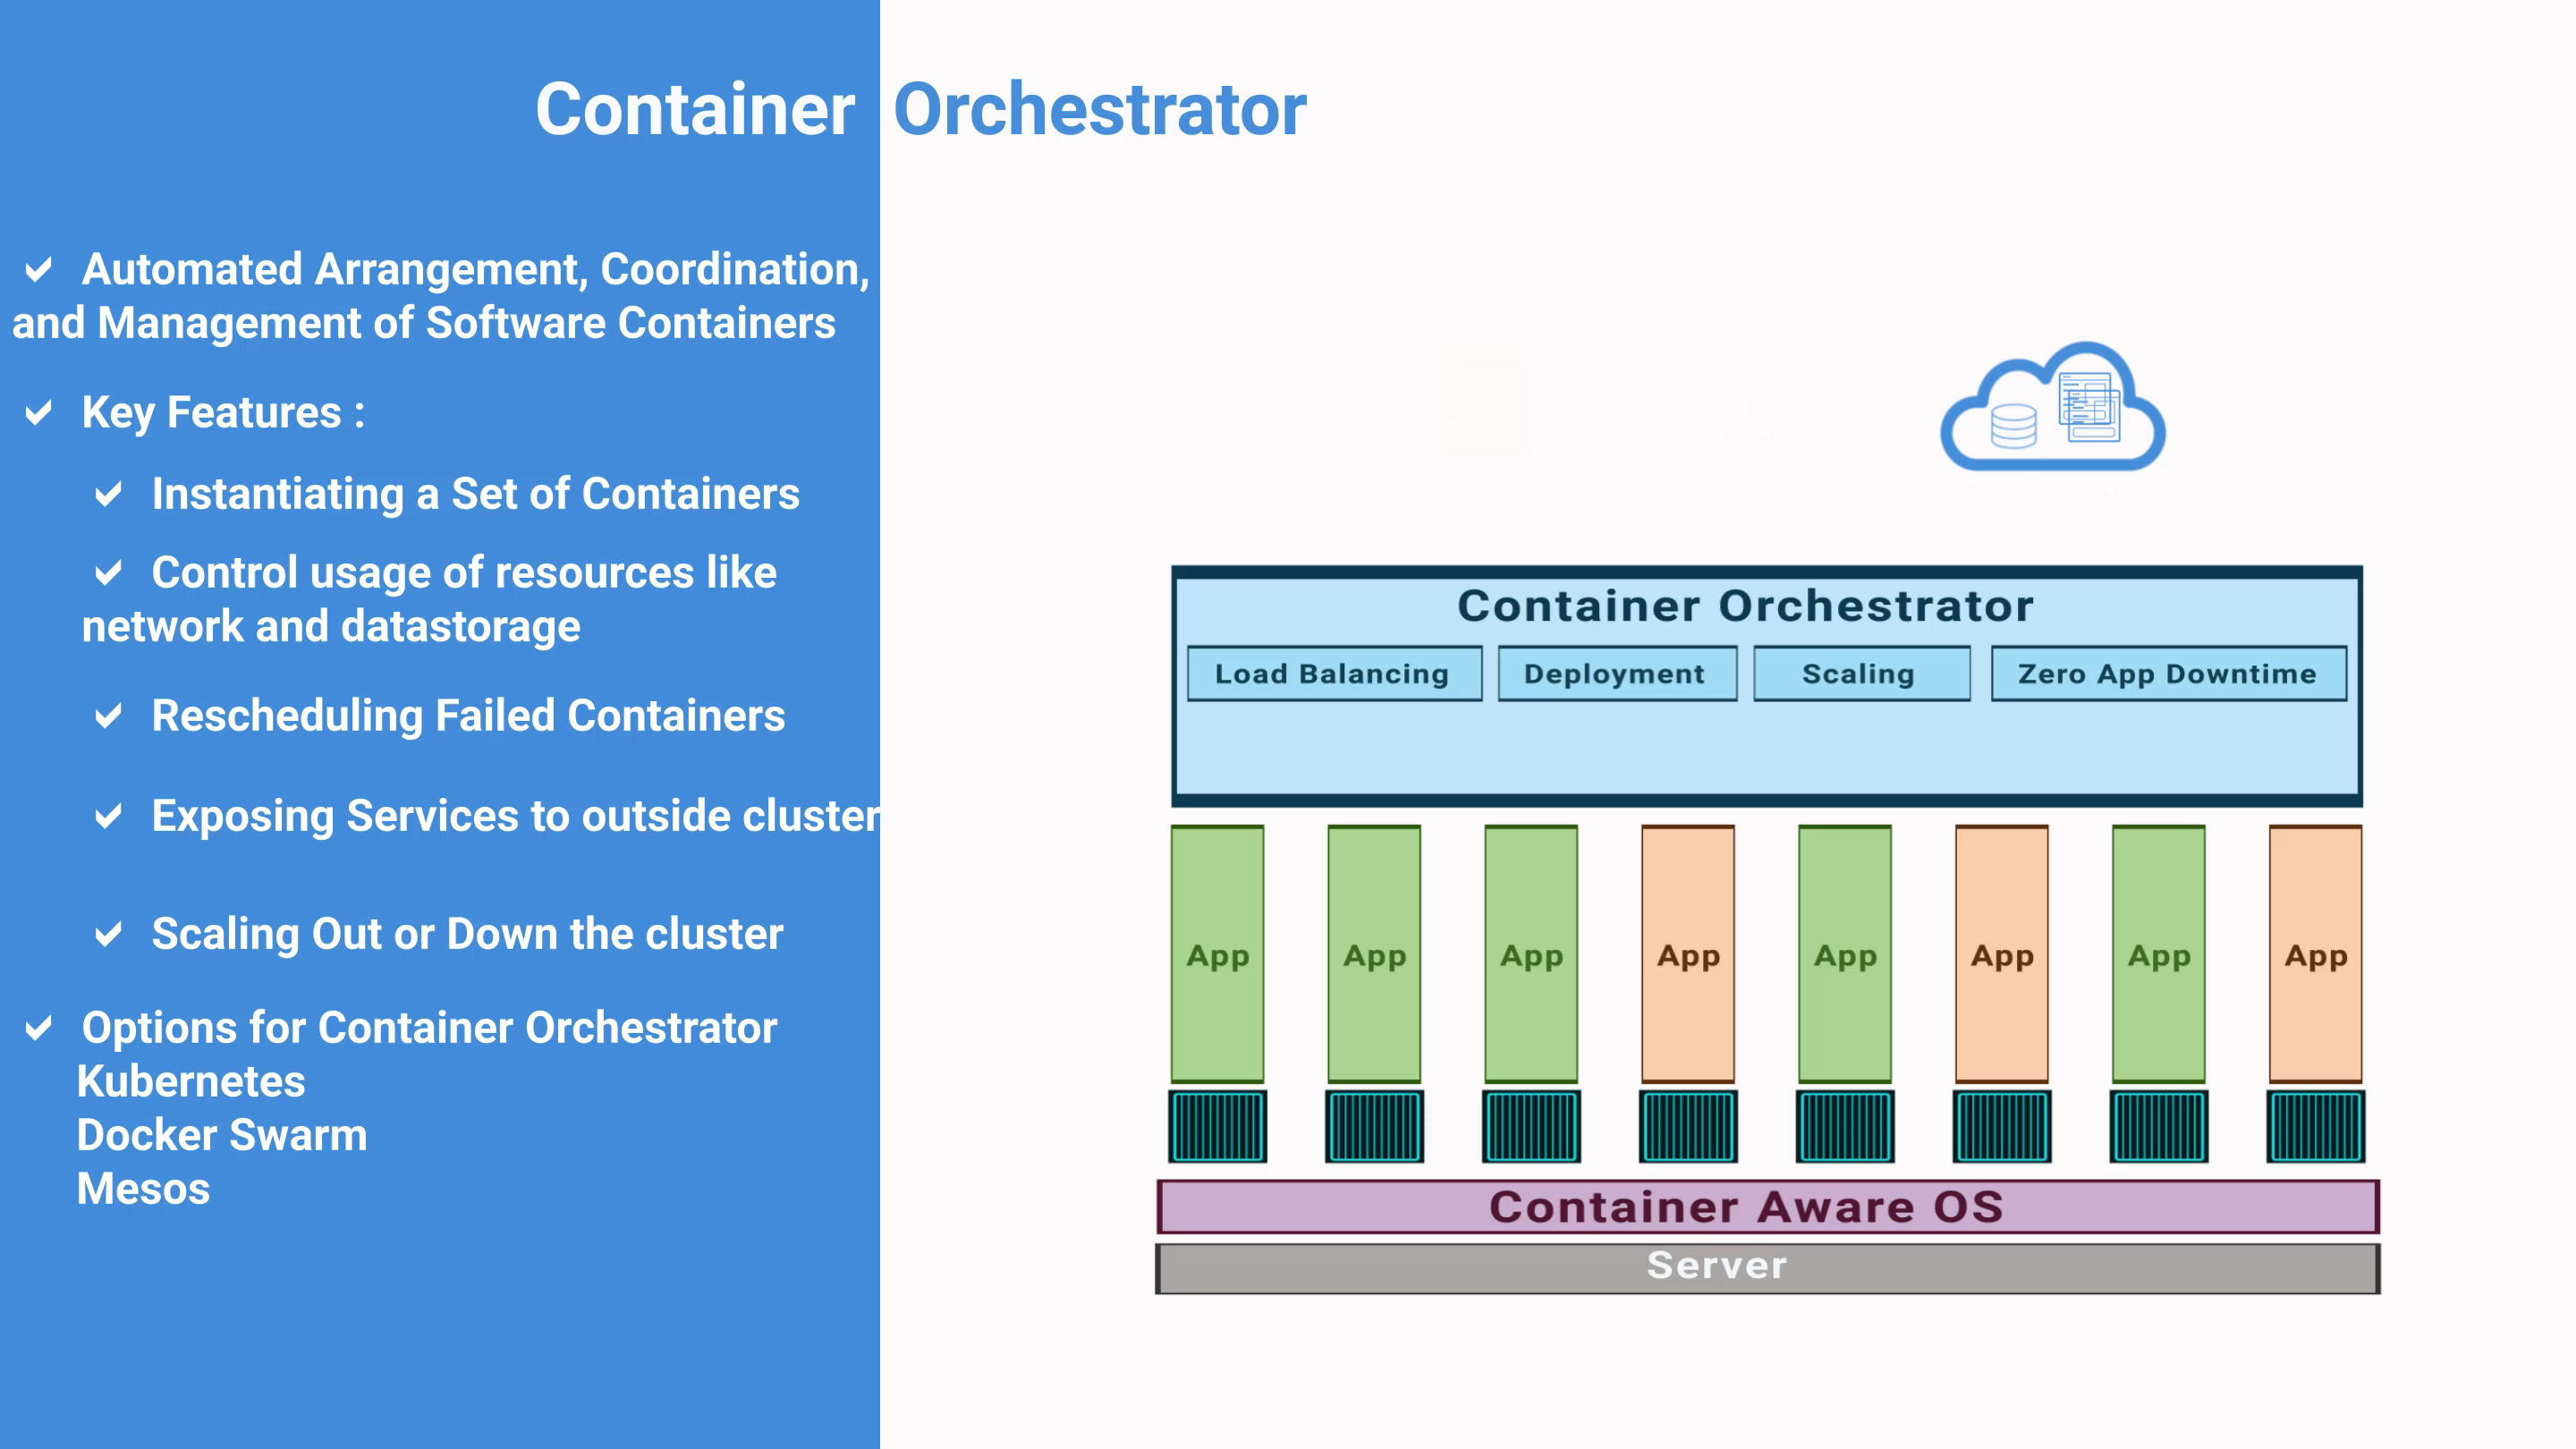 Container Orchestrator
Automated Arrangement, Coordination,
and Management of Software Containers
Key Features :
Instantiating a Set of Containers
Control usage of resources like
network and datastorage
Rescheduling Failed Containers
Exposing Services to outside cluster
Scaling Out or Down the cluster
Options for Container Orchestrator
Kubernetes
Docker Swarm
Mesos
Container Orchestrator
Load Balancing Deployment Scaling Zero App Downtime
App App App App App App App App
Container Aware OS
Server